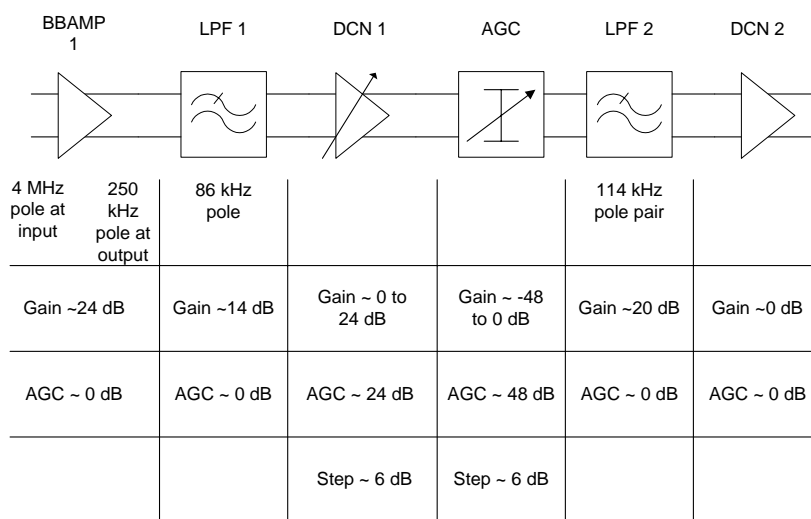 BBAMP
1
LPF 1
DCN 1
AGC
LPF 2
DCN 2
4 MHz
pole at
input
250
kHz
pole at
output
86 kHz
pole
114 kHz
pole pair
Gain ~24 dB
Gain ~14 dB
Gain ~ 0 to
24 dB
Gain ~ -48
to 0 dB
Gain ~20 dB
Gain ~0 dB
AGC ~ 0 dB
AGC ~ 0 dB
AGC ~ 24 dB
AGC ~ 48 dB
AGC ~ 0 dB
AGC ~ 0 dB
Step ~ 6 dB
Step ~ 6 dB